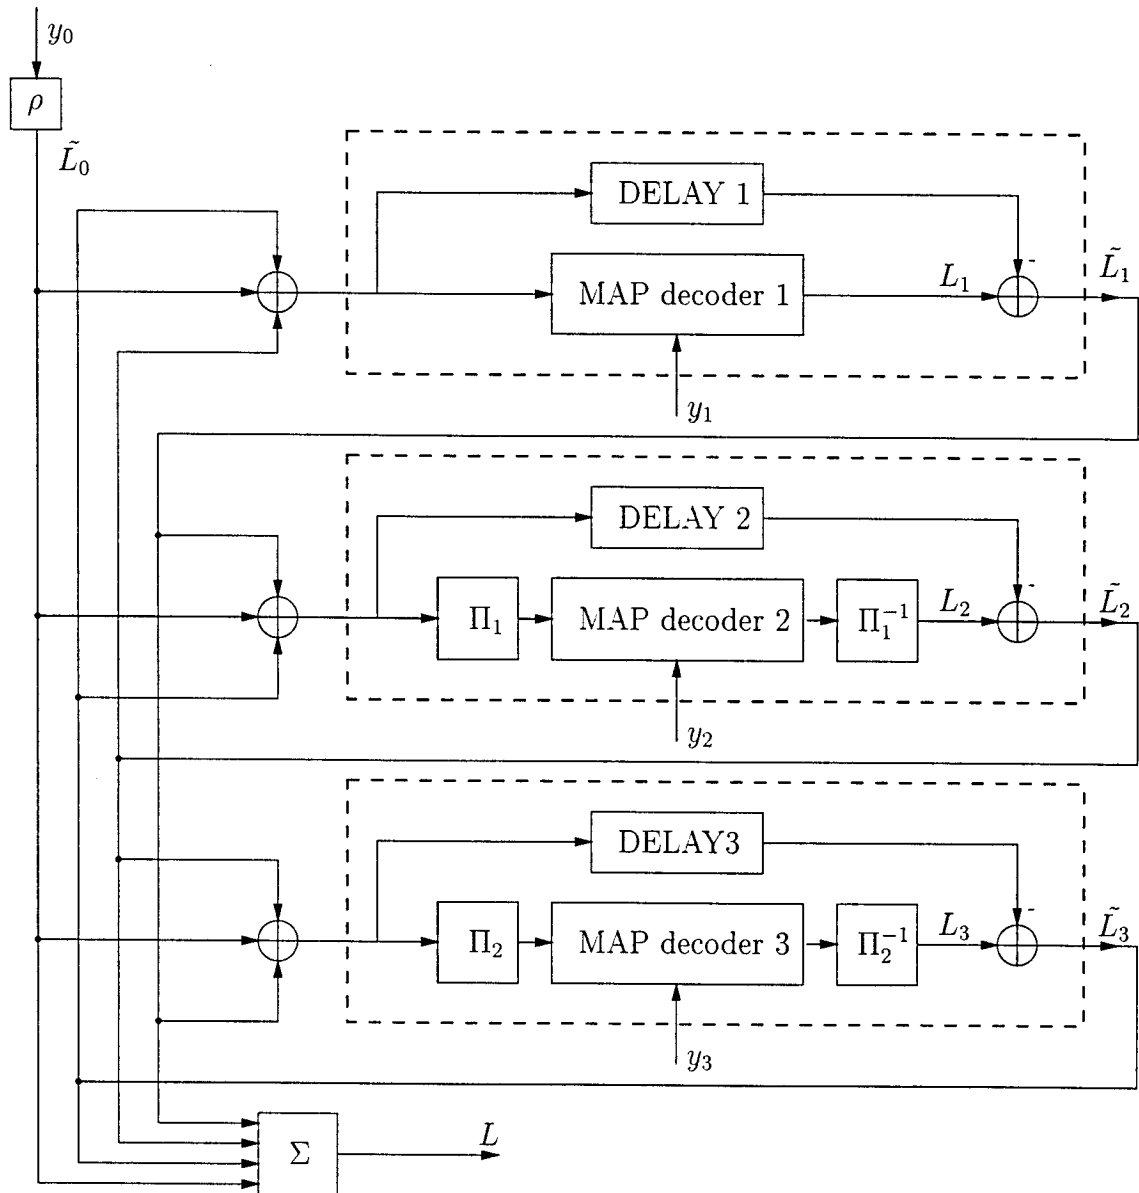 y₀
ρ
L̃₀
DELAY 1
MAP decoder 1
L₁
-
L̃₁
y₁
DELAY 2
Π₁
MAP decoder 2
Π₁⁻¹
L₂
-
L̃₂
y₂
DELAY3
Π₂
MAP decoder 3
Π₂⁻¹
L₃
-
L̃₃
y₃
Σ
L